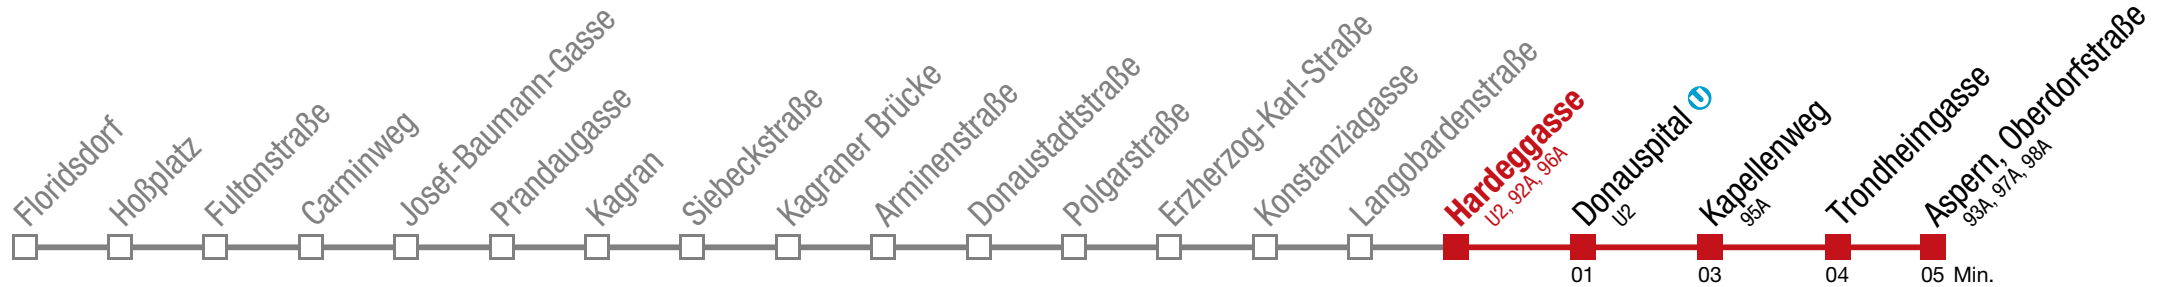 Floridsdorf
Hoßplatz
Fultonstraße
Carminweg
Josef-Baumann-Gasse
Prandaugasse
Kagran
Siebeckstraße
Kagraner Brücke
Arminenstraße
Donaustadtstraße
Polgarstraße
Erzherzog-Karl-Straße
Konstanziagasse
Langobardenstraße
Hardeggasse
U2, 92A, 96A
Donauspital U
U2
Kapellenweg
95A
Trondheimgasse
Aspern, Oberdorfstraße
93A, 97A, 98A
01
03
04
05 Min.